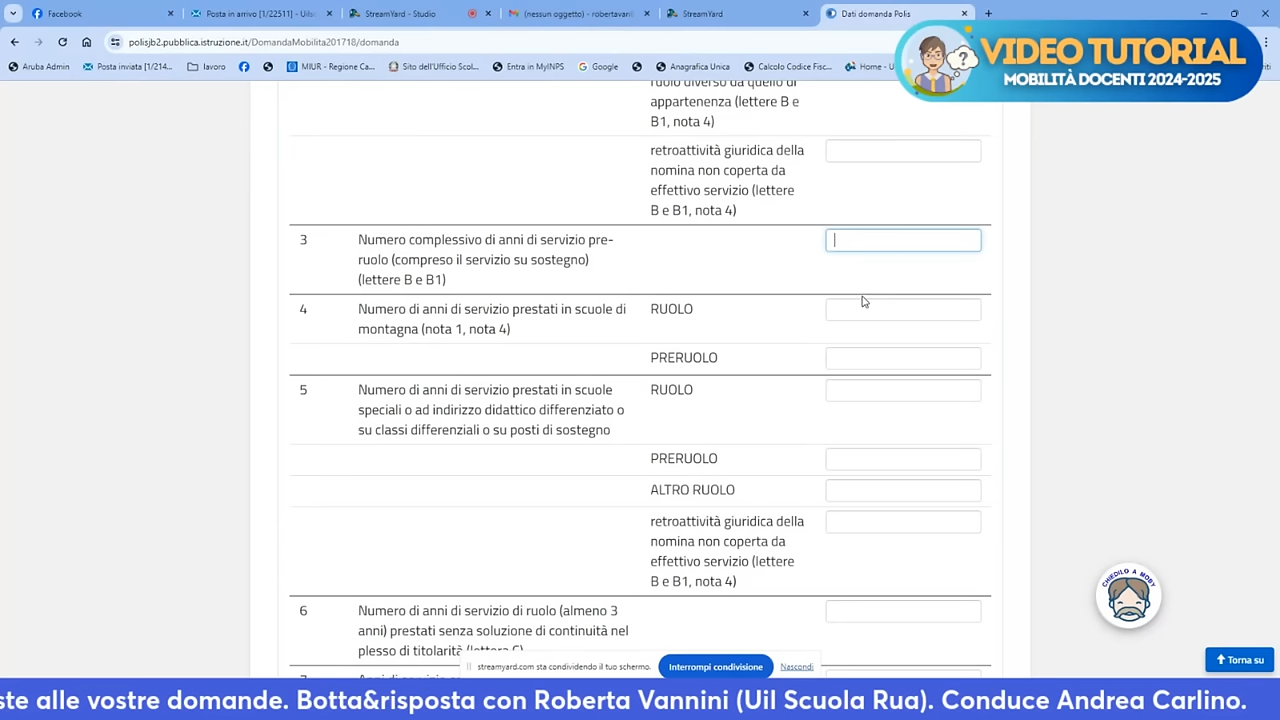 Facebook
Posta in arrivo [1/22511] - Uils
StreamYard - Studio
(nessun oggetto) - robertavaril
StreamYard
Dati domanda Polis
polisjb2.pubblica.istruzione.it/DomandaMobilita201718/domanda
Aruba Admin
Posta inviata [1/214...
lavoro
MIUR - Regione Ca...
Sito dell'Ufficio Scol...
Entra in MyINPS
Google
Anagrafica Unica
Calcolo Codice Fisc...
Home - U
VIDEO TUTORIAL
MOBILITÀ DOCENTI 2024-2025
ruolo diverso da quello di
appartenenza (lettere B e
B1, nota 4)
retroattività giuridica della
nomina non coperta da
effettivo servizio (lettere
B e B1, nota 4)
3 Numero complessivo di anni di servizio pre-
ruolo (compreso il servizio su sostegno)
(lettere B e B1)
4 Numero di anni di servizio prestati in scuole di RUOLO
montagna (nota 1, nota 4)
PRERUOLO
5 Numero di anni di servizio prestati in scuole RUOLO
speciali o ad indirizzo didattico differenziato o
su classi differenziali o su posti di sostegno
PRERUOLO
ALTRO RUOLO
retroattività giuridica della
nomina non coperta da
effettivo servizio (lettere
B e B1, nota 4)
CHIEDILO A MOBY
6 Numero di anni di servizio di ruolo (almeno 3
anni) prestati senza soluzione di continuità nel
plesso di titolarità (lettera C)
streamyard.com sta condividendo il tuo schermo.
Interrompi condivisione
Nascondi
Torna su
ste alle vostre domande. Botta&risposta con Roberta Vannini (Uil Scuola Rua). Conduce Andrea Carlino.